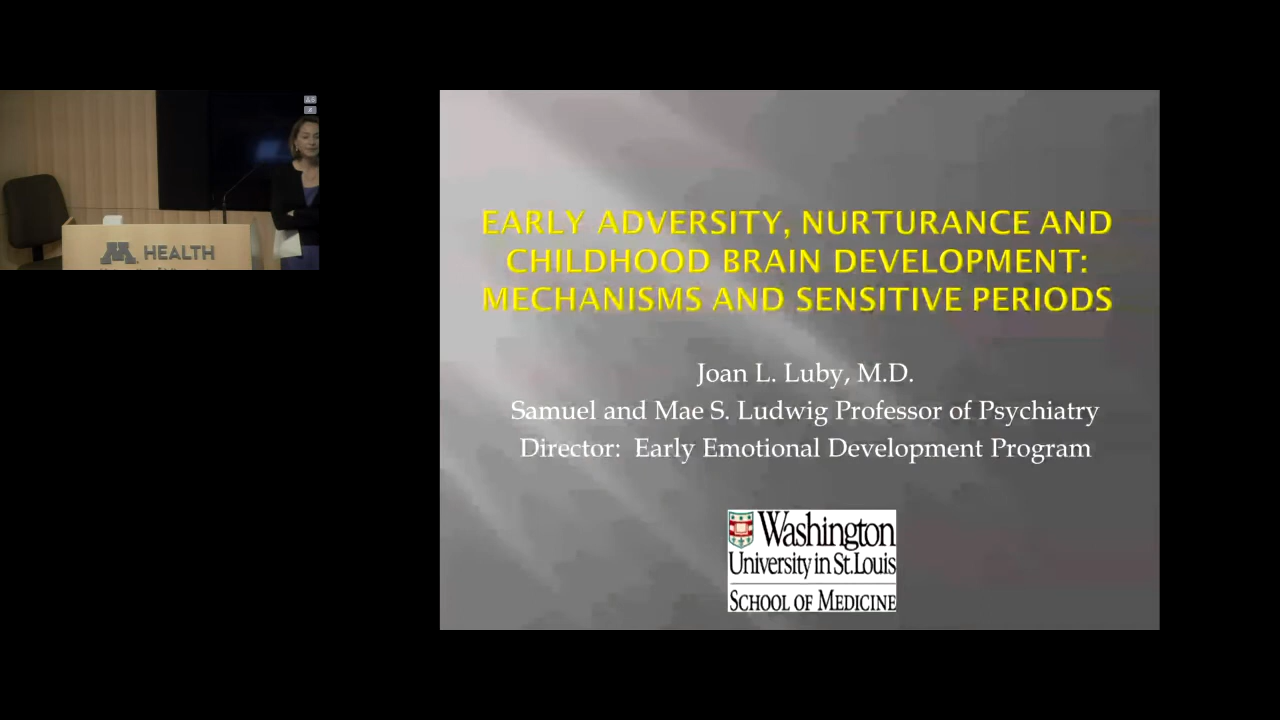 HEALTH
EARLY ADVERSITY, NURTURANCE AND
CHILDHOOD BRAIN DEVELOPMENT:
MECHANISMS AND SENSITIVE PERIODS
Joan L. Luby, M.D.
Samuel and Mae S. Ludwig Professor of Psychiatry
Director: Early Emotional Development Program
Washington
University in St. Louis
SCHOOL OF MEDICINE